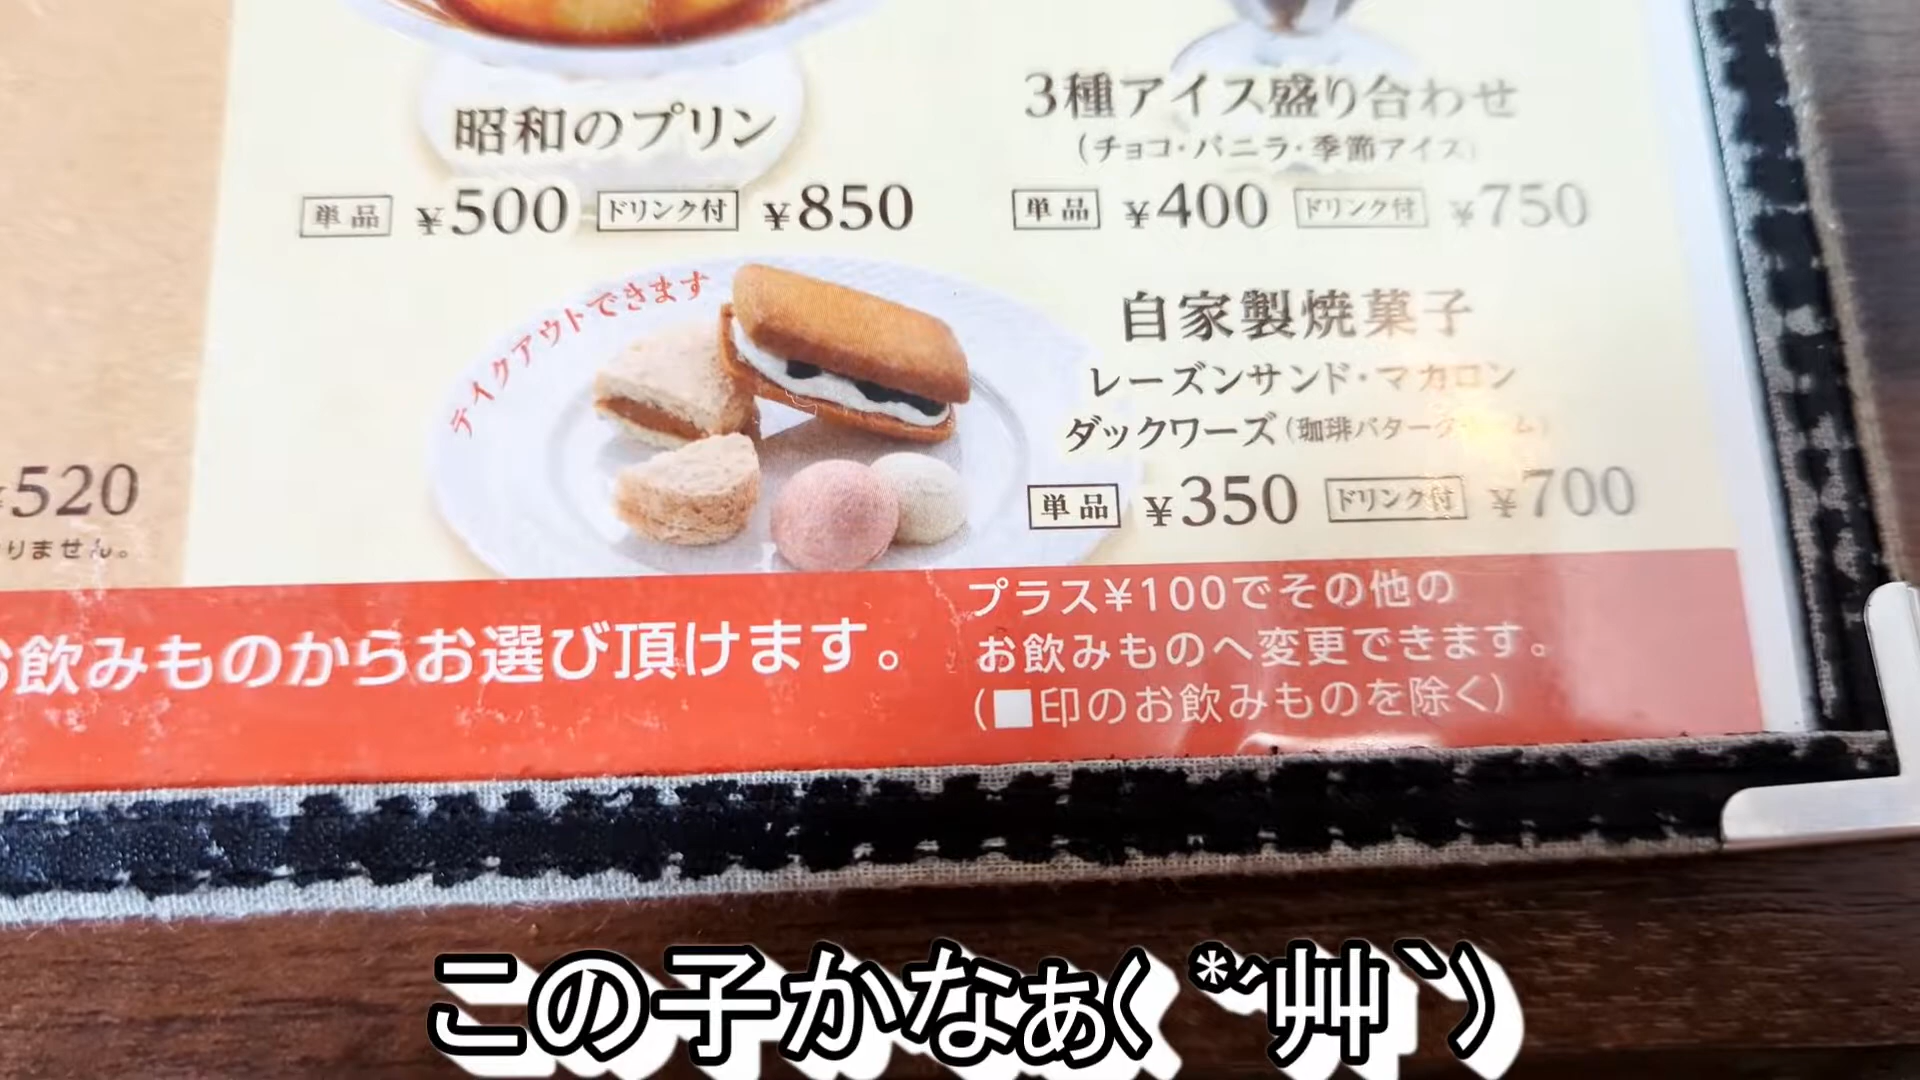 昭和のプリン
単品 ¥500 ドリンク付 ¥850
3種アイス盛り合わせ
(チョコ・バニラ・季節アイス)
単品 ¥400 ドリンク付 ¥750
テイクアウトできます
自家製焼菓子
レーズンサンド・マカロン
ダックワーズ(珈琲バタークリーム)
単品 ¥350 ドリンク付 ¥700
¥520
りません。
お飲みものからお選び頂けます。
プラス¥100でその他の
お飲みものへ変更できます。
(■印のお飲みものを除く)
この子かなぁ( *´艸`)